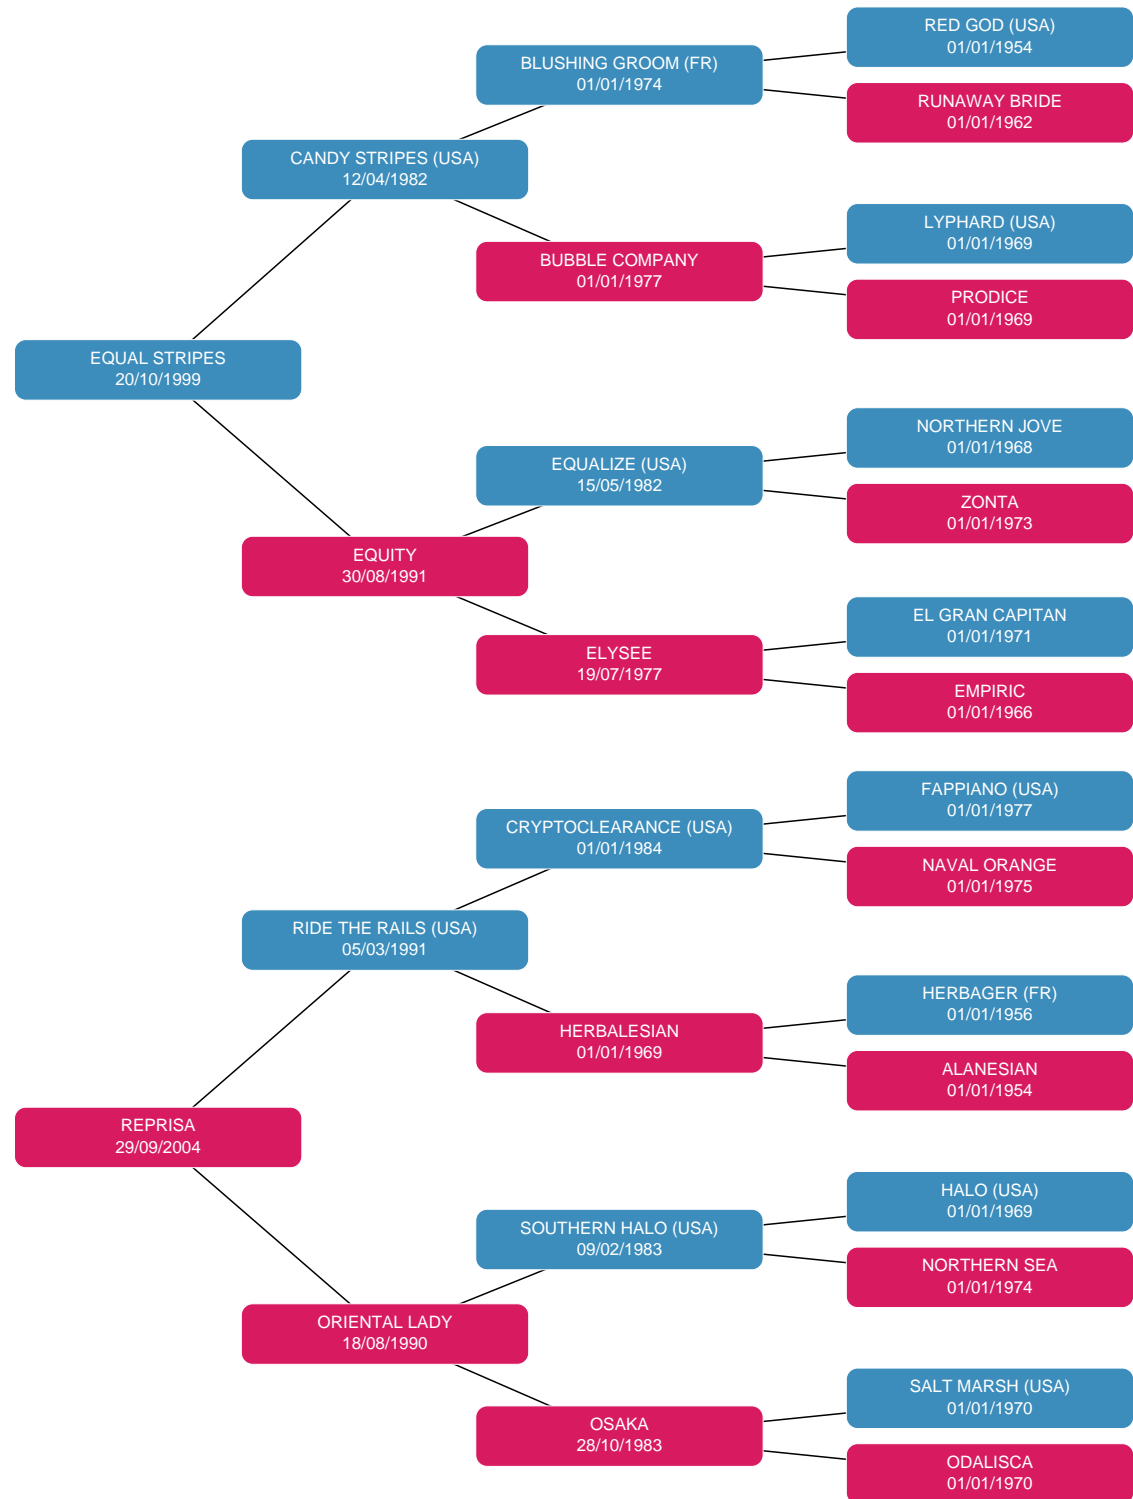 RED GOD (USA)
01/01/1954
BLUSHING GROOM (FR)
01/01/1974
RUNAWAY BRIDE
01/01/1962
CANDY STRIPES (USA)
12/04/1982
LYPHARD (USA)
01/01/1969
BUBBLE COMPANY
01/01/1977
PRODICE
01/01/1969
EQUAL STRIPES
20/10/1999
NORTHERN JOVE
01/01/1968
EQUALIZE (USA)
15/05/1982
ZONTA
01/01/1973
EQUITY
30/08/1991
EL GRAN CAPITAN
01/01/1971
ELYSEE
19/07/1977
EMPIRIC
01/01/1966
FAPPIANO (USA)
01/01/1977
CRYPTOCLEARANCE (USA)
01/01/1984
NAVAL ORANGE
01/01/1975
RIDE THE RAILS (USA)
05/03/1991
HERBAGER (FR)
01/01/1956
HERBALESIAN
01/01/1969
ALANESIAN
01/01/1954
REPRISA
29/09/2004
HALO (USA)
01/01/1969
SOUTHERN HALO (USA)
09/02/1983
NORTHERN SEA
01/01/1974
ORIENTAL LADY
18/08/1990
SALT MARSH (USA)
01/01/1970
OSAKA
28/10/1983
ODALISCA
01/01/1970